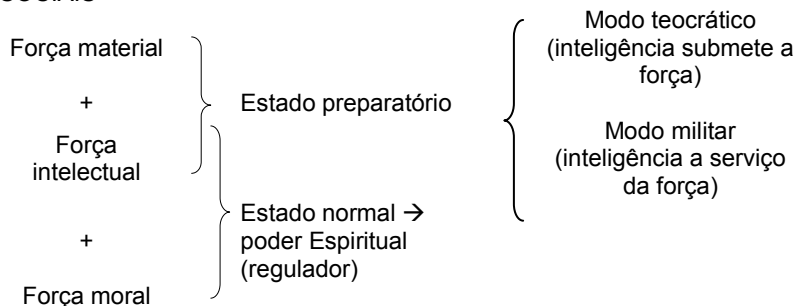 Força material
+
Força
intelectual
+
Força moral
Estado preparatório
Estado normal →
poder Espiritual
(regulador)
Modo teocrático
(inteligência submete a
força)
Modo militar
(inteligência a serviço
da força)